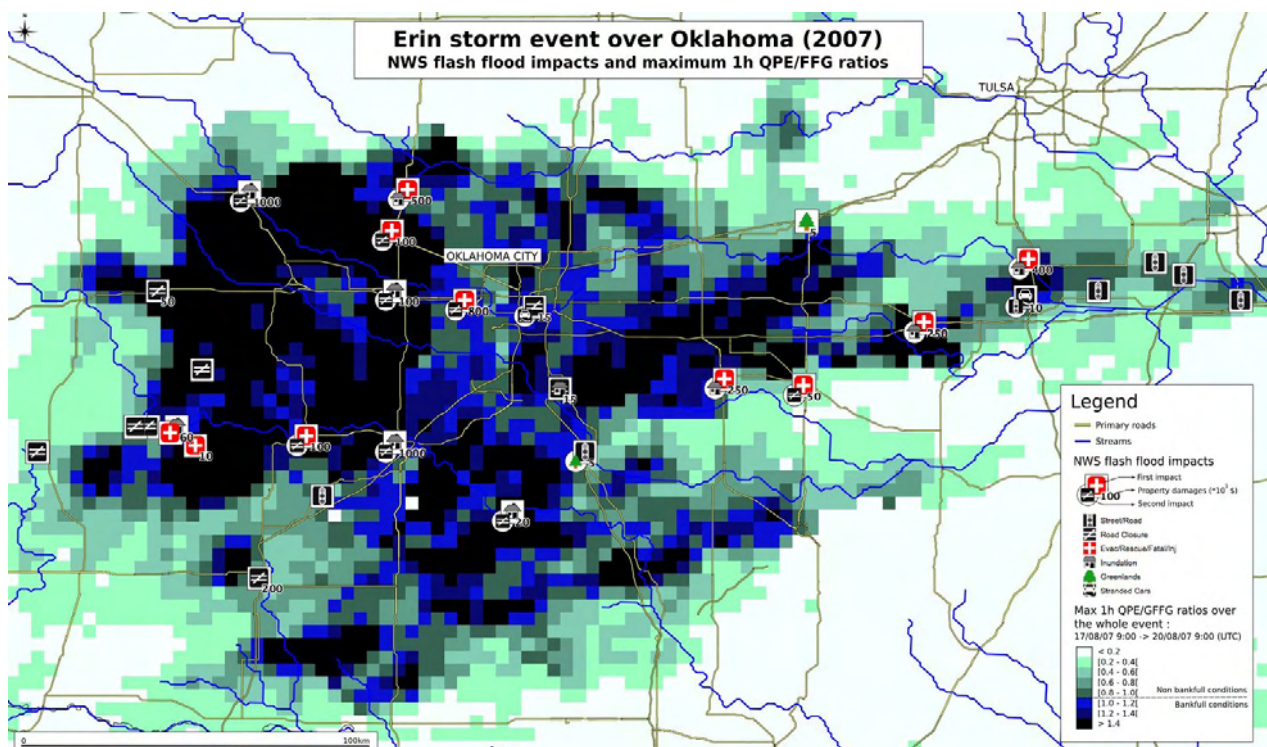 Erin storm event over Oklahoma (2007)
NWS flash flood impacts and maximum 1h QPE/FFG ratios
TULSA
1000
500
5
100
OKLAHOMA CITY
400
50
100
800
15
10
250
250
50
15
60
10
100
1000
5
20
200
Legend
Primary roads
Streams
NWS flash flood impacts
First impact
Property damages (*10³ $)
100
Second impact
Street/Road
Road Closure
Evac/Rescue/Fatal/Inj
Inundation
Greenlands
Stranded Cars
Max 1h QPE/GFFG ratios over
the whole event :
17/08/07 9:00 -> 20/08/07 9:00 (UTC)
< 0.2
[0.2 - 0.4[
[0.4 - 0.6[
[0.6 - 0.8[
[0.8 - 1.0[ Non bankfull conditions
[1.0 - 1.2[ Bankfull conditions
[1.2 - 1.4[
> 1.4
0 100km